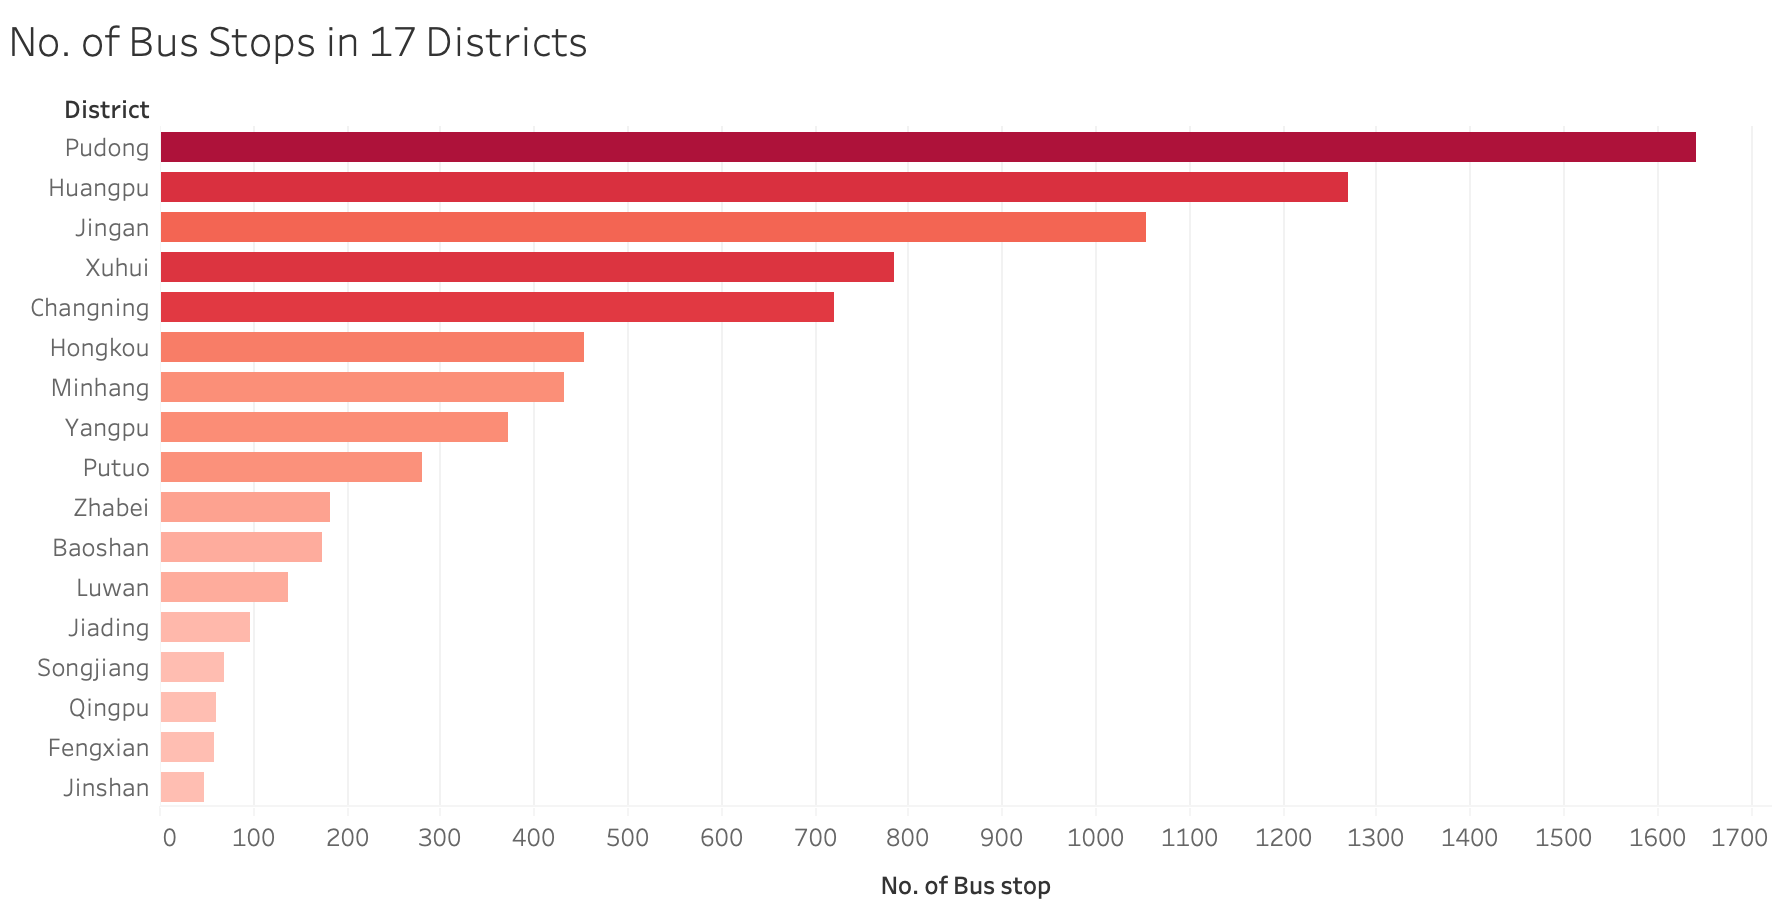 No. of Bus Stops in 17 Districts
District
Pudong
Huangpu
Jingan
Xuhui
Changning
Hongkou
Minhang
Yangpu
Putuo
Zhabei
Baoshan
Luwan
Jiading
Songjiang
Qingpu
Fengxian
Jinshan
0 100 200 300 400 500 600 700 800 900 1000 1100 1200 1300 1400 1500 1600 1700
No. of Bus stop